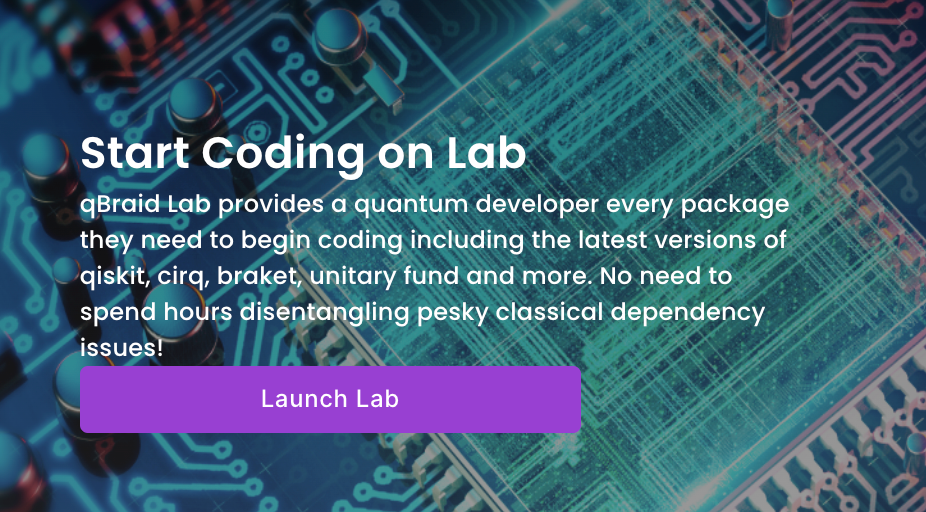 Start Coding on Lab
qBraid Lab provides a quantum developer every package
they need to begin coding including the latest versions of
qiskit, cirq, braket, unitary fund and more. No need to
spend hours disentangling pesky classical dependency
issues!
Launch Lab